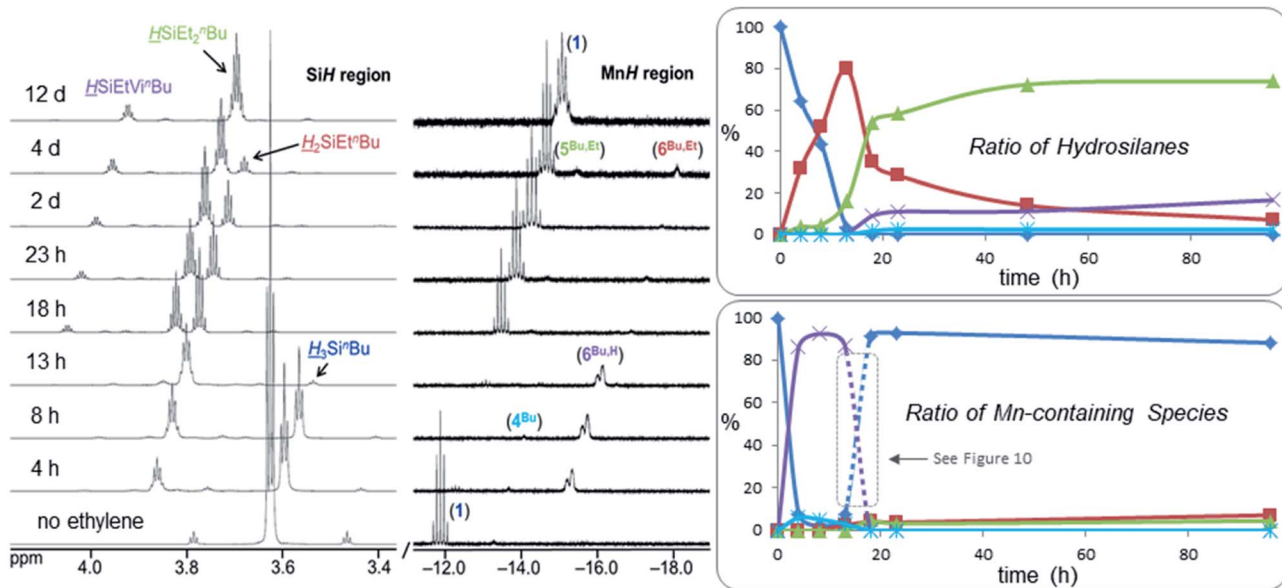 HSiEt₂ⁿBu
HSiEtViⁿBu
SiH region
12 d
4 d
H₂SiEtⁿBu
2 d
23 h
18 h
13 h
H₃SiⁿBu
8 h
4 h
no ethylene
ppm
4.0
3.8
3.6
3.4
(1)
MnH region
(5ᴮᵘ,ᴱᵗ)
(6ᴮᵘ,ᴱᵗ)
(6ᴮᵘ,ᴴ)
(4ᴮᵘ)
(1)
/
−12.0
−14.0
−16.0
−18.0
100
80
60
%
40
20
0
Ratio of Hydrosilanes
0
20
40
60
80
time (h)
100
80
60
%
40
20
0
Ratio of Mn-containing Species
See Figure 10
0
20
40
60
80
time (h)